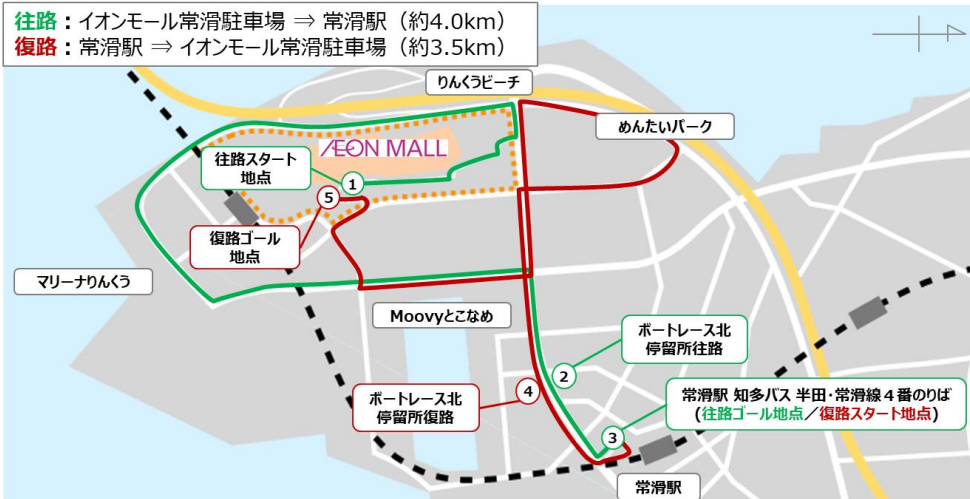 往路：イオンモール常滑駐車場 ⇒ 常滑駅（約4.0km）
復路：常滑駅 ⇒ イオンモール常滑駐車場（約3.5km）
りんくうビーチ
めんたいパーク
ÆON MALL
往路スタート
地点
1
5
復路ゴール
地点
マリーナりんくう
Moovyとこなめ
ボートレース北
停留所往路
2
4
ボートレース北
停留所復路
常滑駅 知多バス 半田・常滑線４番のりば
(往路ゴール地点／復路スタート地点)
3
常滑駅